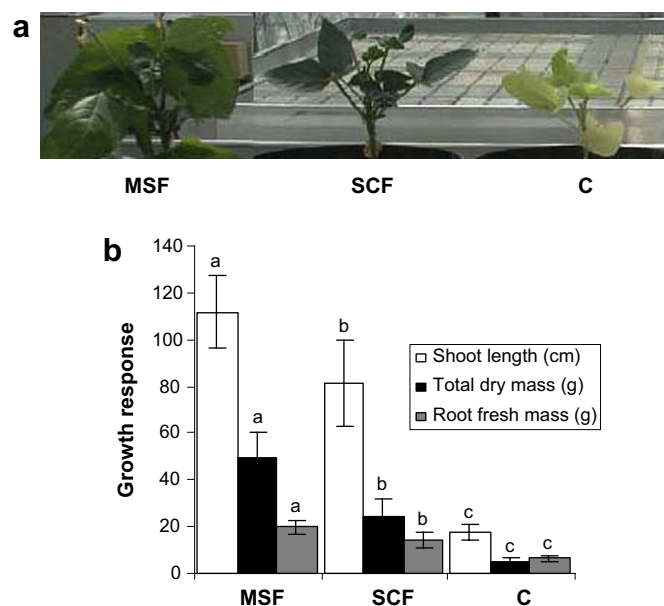 a
MSF SCF C
b
Growth response
140
120
100
80
60
40
20
0
a
a
a
b
b
b
c
c
c
Shoot length (cm)
Total dry mass (g)
Root fresh mass (g)
MSF SCF C